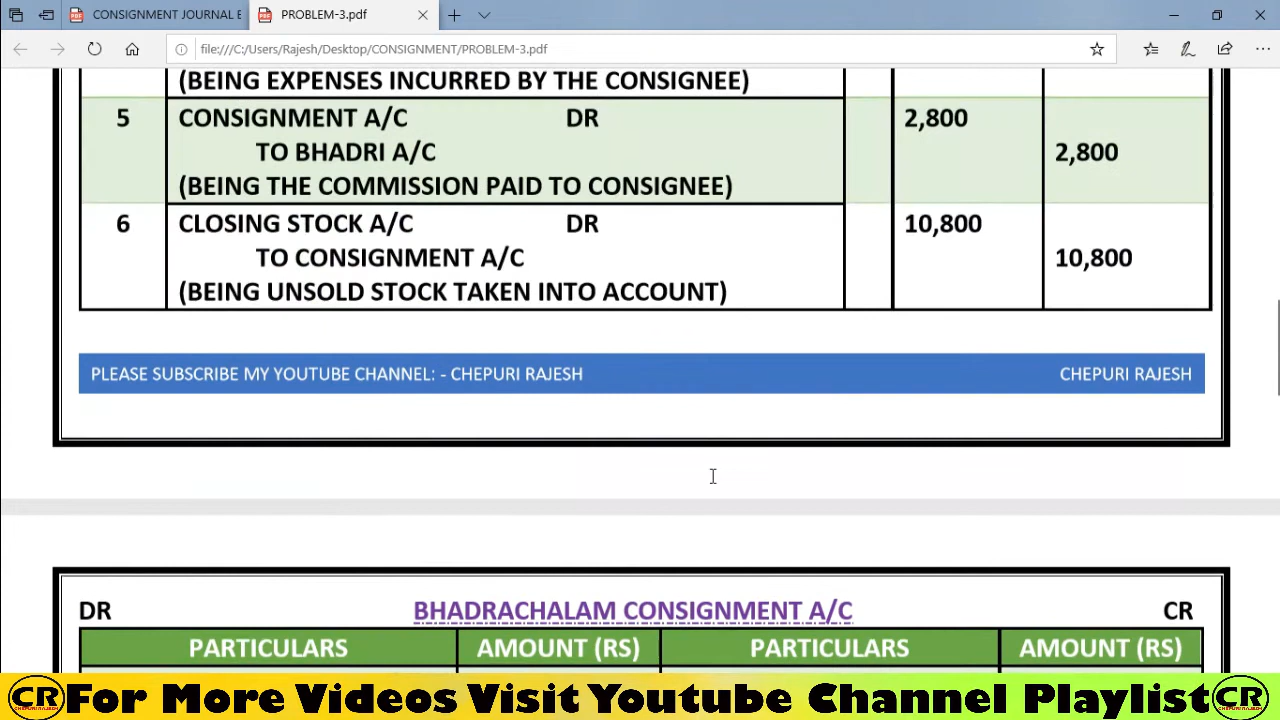 CONSIGNMENT JOURNAL E
PROBLEM-3.pdf
file:///C:/Users/Rajesh/Desktop/CONSIGNMENT/PROBLEM-3.pdf
(BEING EXPENSES INCURRED BY THE CONSIGNEE)
5 CONSIGNMENT A/C DR 2,800
TO BHADRI A/C 2,800
(BEING THE COMMISSION PAID TO CONSIGNEE)
6 CLOSING STOCK A/C DR 10,800
TO CONSIGNMENT A/C 10,800
(BEING UNSOLD STOCK TAKEN INTO ACCOUNT)
PLEASE SUBSCRIBE MY YOUTUBE CHANNEL: - CHEPURI RAJESH CHEPURI RAJESH
DR BHADRACHALAM CONSIGNMENT A/C CR
PARTICULARS AMOUNT (RS) PARTICULARS AMOUNT (RS)
CR For More Videos Visit Youtube Channel Playlist CR
CHEPURI RAJESH CHEPURI RAJESH